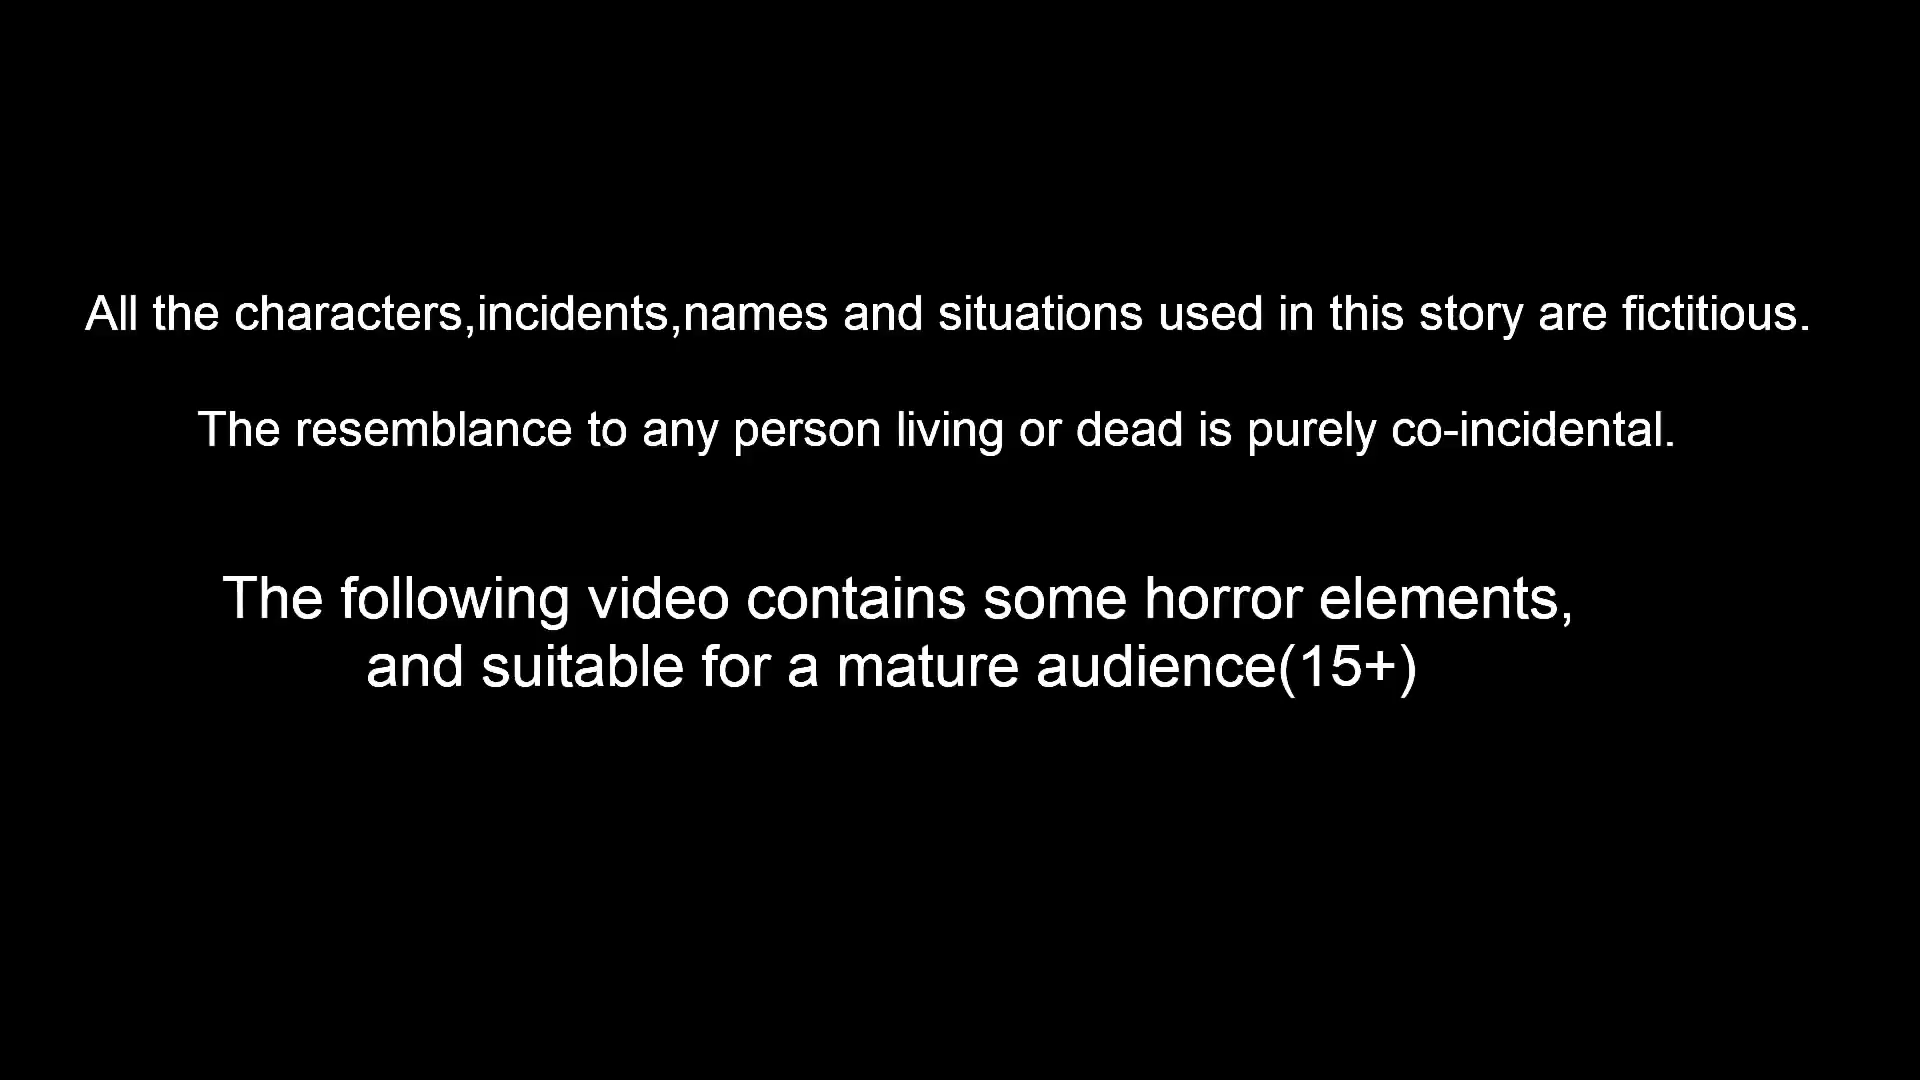 All the characters,incidents,names and situations used in this story are fictitious.
The resemblance to any person living or dead is purely co-incidental.
The following video contains some horror elements,
and suitable for a mature audience(15+)